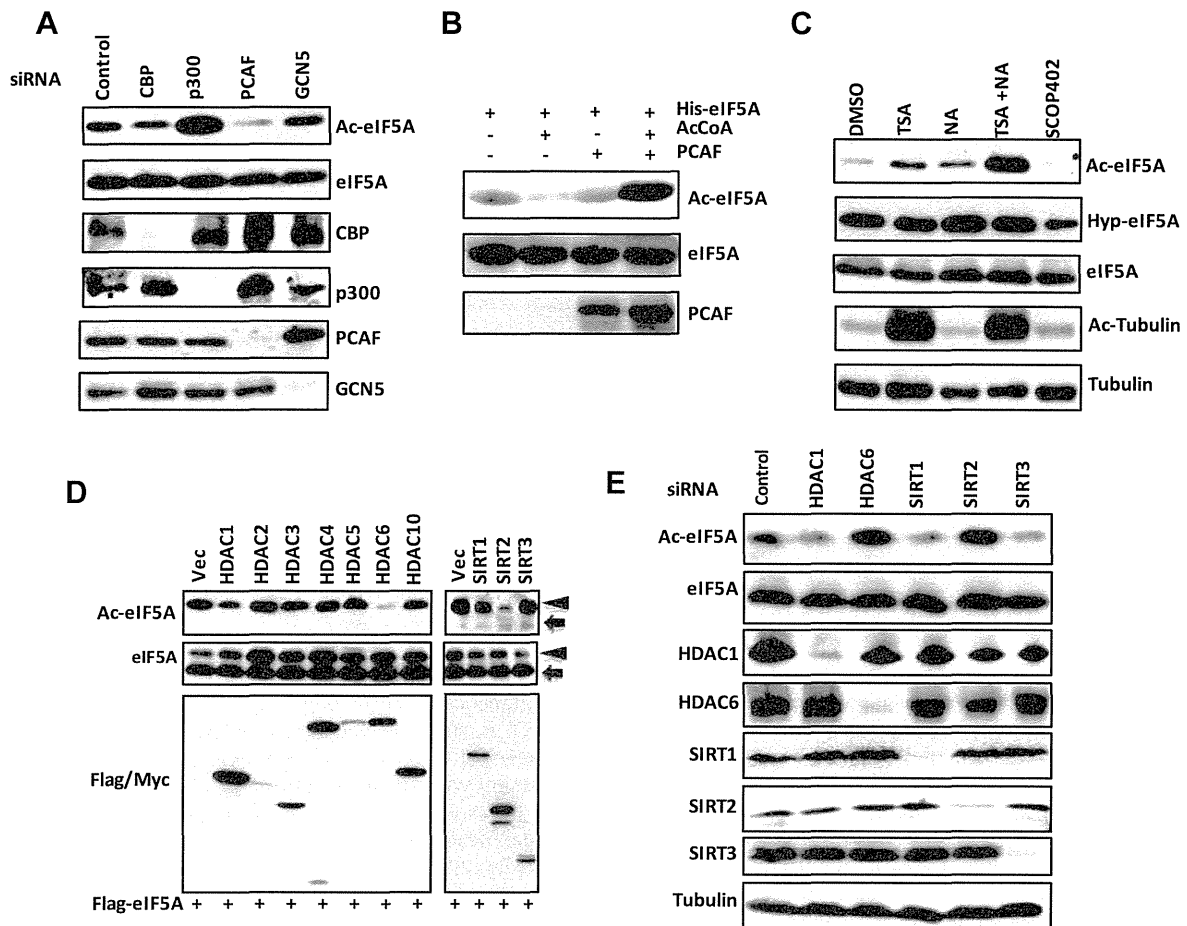 A
siRNA
Control
CBP
p300
PCAF
GCN5
Ac-eIF5A
eIF5A
CBP
p300
PCAF
GCN5
B
+ + + + His-eIF5A
- + - + AcCoA
- - + + PCAF
Ac-eIF5A
eIF5A
PCAF
C
DMSO
TSA
NA
TSA +NA
SCOP402
Ac-eIF5A
Hyp-eIF5A
eIF5A
Ac-Tubulin
Tubulin
D
Vec
HDAC1
HDAC2
HDAC3
HDAC4
HDAC5
HDAC6
HDAC10
Vec
SIRT1
SIRT2
SIRT3
Ac-eIF5A
eIF5A
Flag/Myc
Flag-eIF5A + + + + + + + + + + + +
E
siRNA
Control
HDAC1
HDAC6
SIRT1
SIRT2
SIRT3
Ac-eIF5A
eIF5A
HDAC1
HDAC6
SIRT1
SIRT2
SIRT3
Tubulin